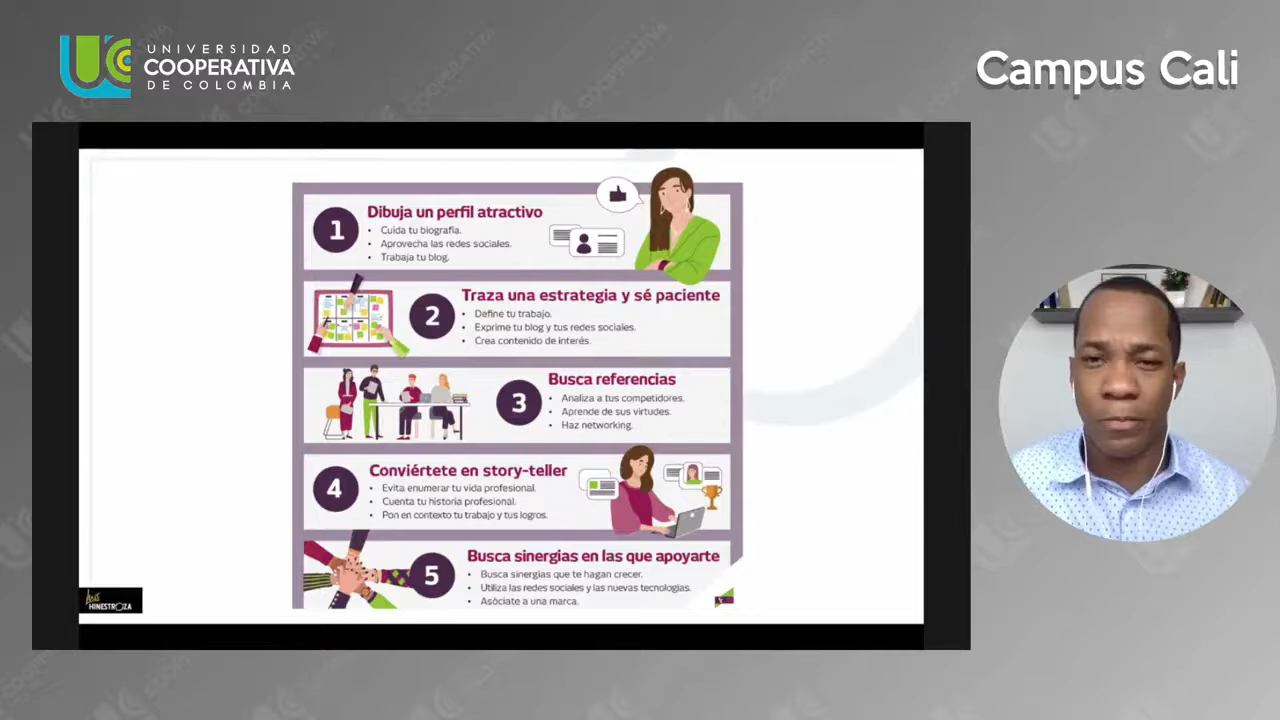 UNIVERSIDAD
COOPERATIVA
DE COLOMBIA
Campus Cali
1
Dibuja un perfil atractivo
• Cuida tu biografía.
• Aprovecha las redes sociales.
• Trabaja tu blog.
2
Traza una estrategia y sé paciente
• Define tu trabajo.
• Exprime tu blog y tus redes sociales.
• Crea contenido de interés.
3
Busca referencias
• Analiza a tus competidores.
• Aprende de sus virtudes.
• Haz networking.
4
Conviértete en story-teller
• Evita enumerar tu vida profesional.
• Cuenta tu historia profesional.
• Pon en contexto tu trabajo y tus logros.
5
Busca sinergias en las que apoyarte
• Busca sinergias que te hagan crecer.
• Utiliza las redes sociales y las nuevas tecnologías.
• Asóciate a una marca.
HINESTROZA